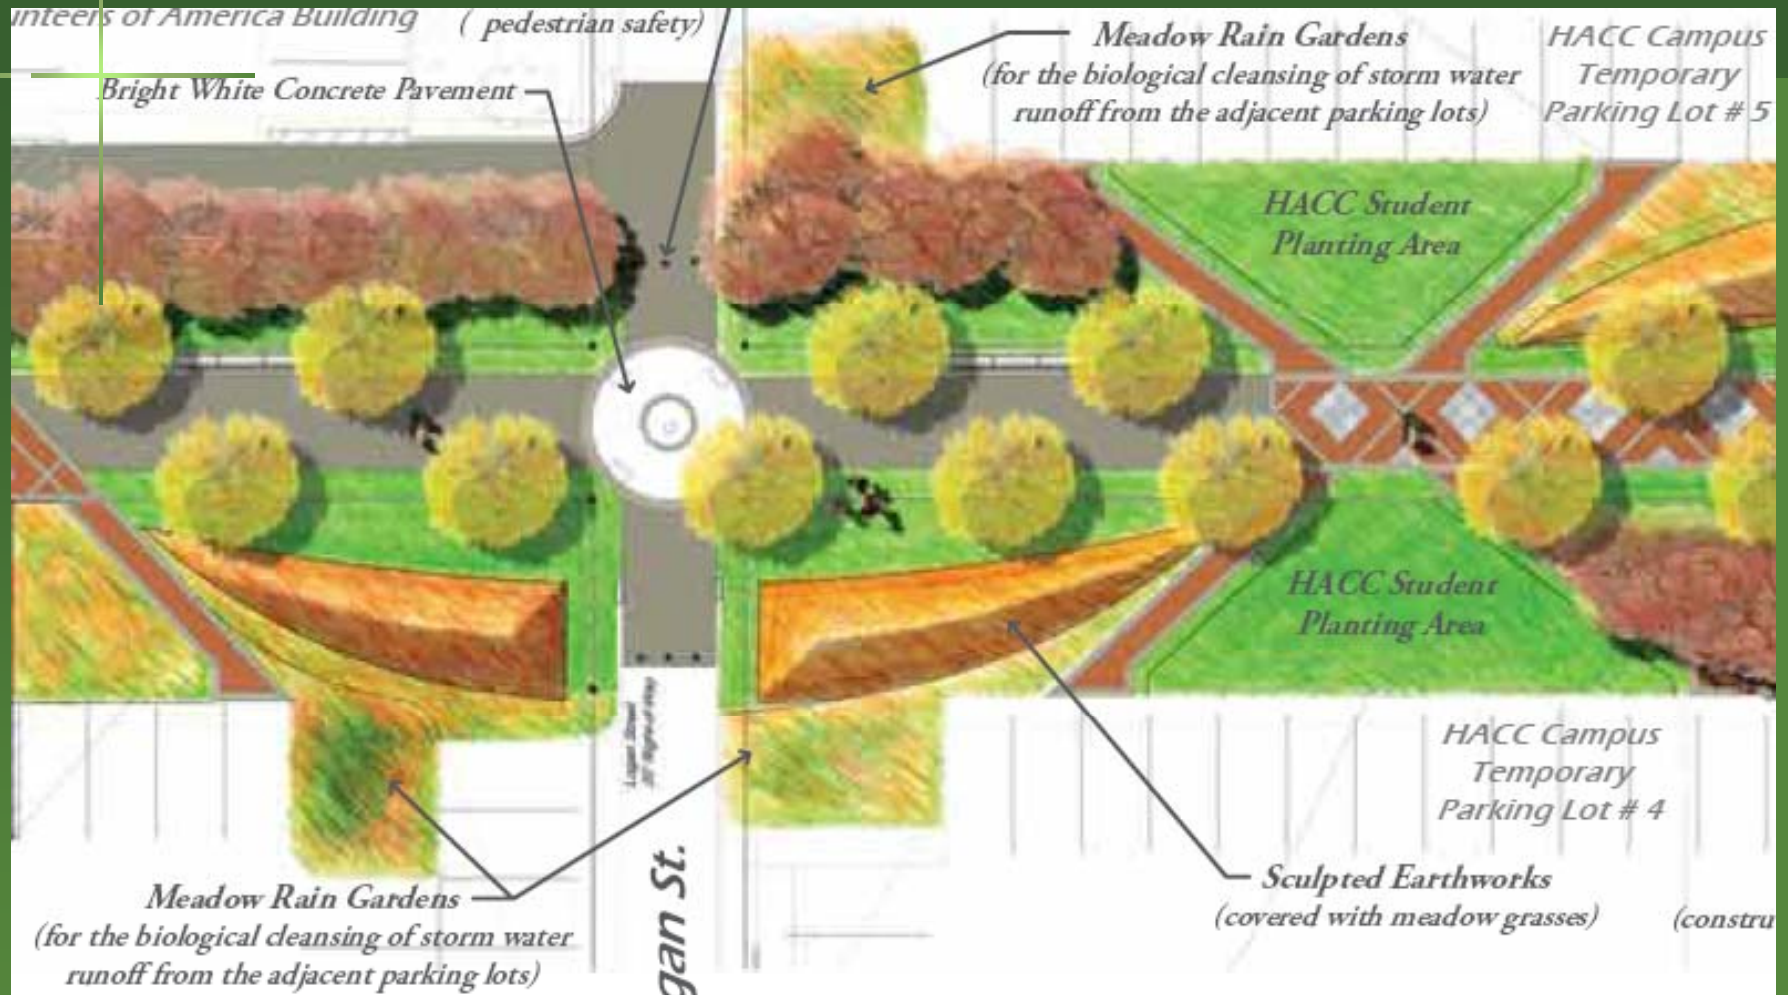 unteers of America Building
( pedestrian safety)
Bright White Concrete Pavement
Meadow Rain Gardens
(for the biological cleansing of storm water
runoff from the adjacent parking lots)
HACC Campus
Temporary
Parking Lot # 5
HACC Student
Planting Area
HACC Student
Planting Area
Logan Street
HACC Campus
Temporary
Parking Lot # 4
Meadow Rain Gardens
(for the biological cleansing of storm water
runoff from the adjacent parking lots)
gan St.
Sculpted Earthworks
(covered with meadow grasses)
(constru